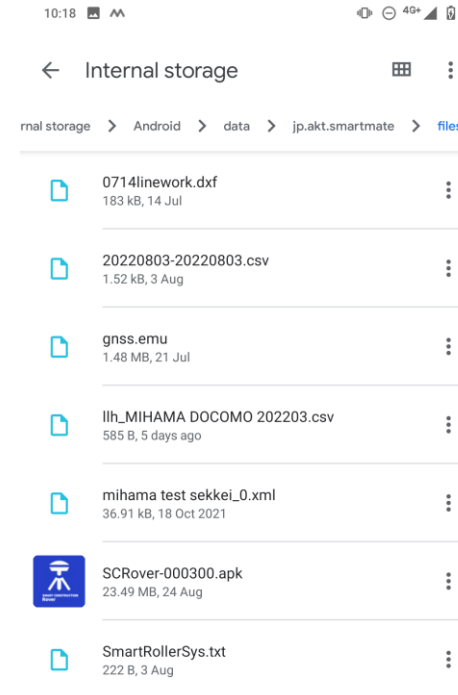 10:18
4G+
Internal storage
rnal storage > Android > data > jp.akt.smartmate > files
0714linework.dxf
183 kB, 14 Jul
20220803-20220803.csv
1.52 kB, 3 Aug
gnss.emu
1.48 MB, 21 Jul
llh_MIHAMA DOCOMO 202203.csv
585 B, 5 days ago
mihama test sekkei_0.xml
36.91 kB, 18 Oct 2021
SMART CONSTRUCTION
Rover
SCRover-000300.apk
23.49 MB, 24 Aug
SmartRollerSys.txt
222 B, 3 Aug